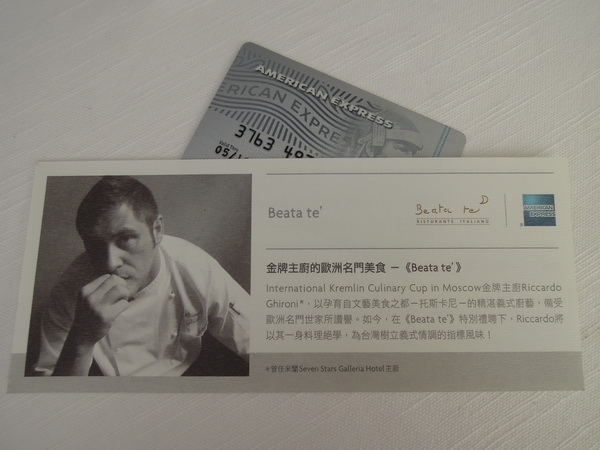 AMERICAN EXPRESS
RICAN EXPRES
3763
Valid Thru
05/1
Beata te'
Beata te
RISTORANTE ITALIANO
AMERICAN
EXPRESS
金牌主廚的歐洲名門美食－《Beata te'》
International Kremlin Culinary Cup in Moscow金牌主廚Riccardo
Ghironi*，以孕育自文藝美食之都－托斯卡尼－的精湛義式廚藝，備受
歐洲名門世家所讚譽。如今，在《Beata te'》特別禮聘下，Riccardo將
以其一身料理絕學，為台灣樹立義式情調的指標風味！
*曾任米蘭Seven Stars Galleria Hotel主廚